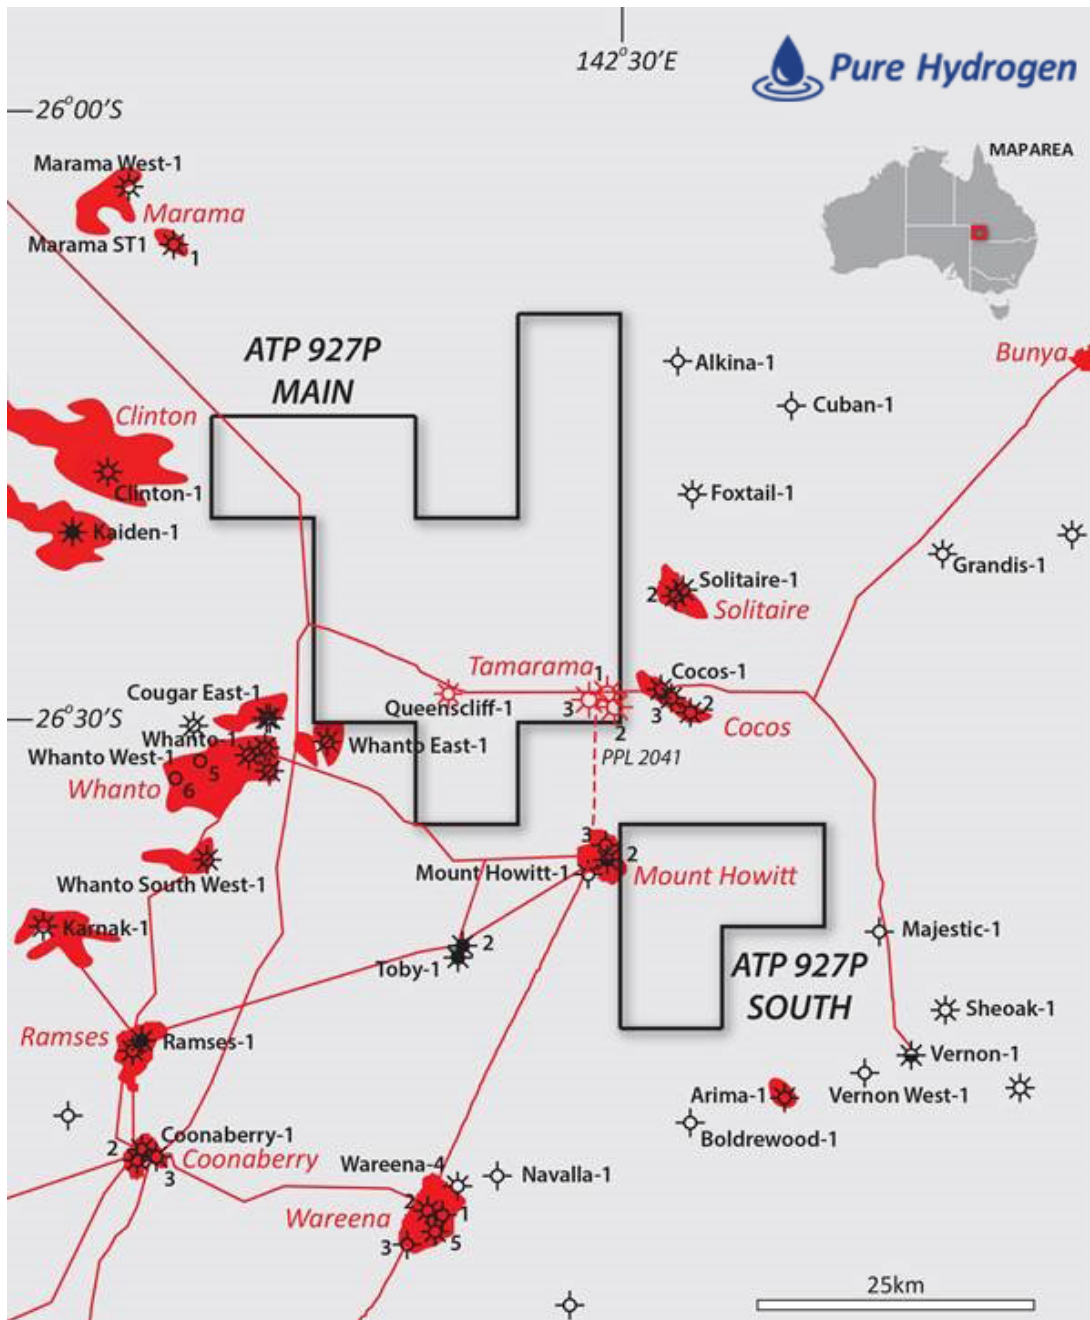 142°30'E
Pure Hydrogen
26°00'S
MAPAREA
Marama West-1
Marama
Marama ST1
1
ATP 927P
MAIN
Bunya
Alkina-1
Cuban-1
Clinton
Clinton-1
Foxtail-1
Kaiden-1
Grandis-1
Solitaire-1
2
Solitaire
Tamarama
1
Cocos-1
Cougar East-1
Queenscliff-1
3
2
3
2
Cocos
26°30'S
Whanto-1
Whanto East-1
Whanto West-1
PPL 2041
5
6
Whanto
3
2
Mount Howitt-1
Mount Howitt
Whanto South West-1
Karnak-1
Majestic-1
2
Toby-1
ATP 927P
SOUTH
Sheoak-1
Ramses
Ramses-1
Vernon-1
Arima-1
Vernon West-1
Boldrewood-1
Coonaberry-1
2
Coonaberry
3
Wareena-4
Navalla-1
2
1
Wareena
5
3
25km